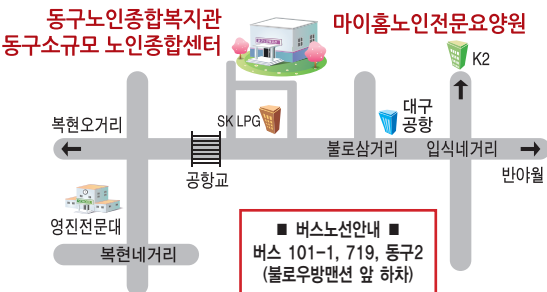 동구노인종합복지관
동구소규모 노인종합센터
마이홈노인전문요양원
K2
SK LPG
대구
공항
복현오거리
불로삼거리
입식네거리
공항교
반야월
영진전문대
복현네거리
■ 버스노선안내 ■
버스 101-1, 719, 동구2
(불로우방맨션 앞 하차)